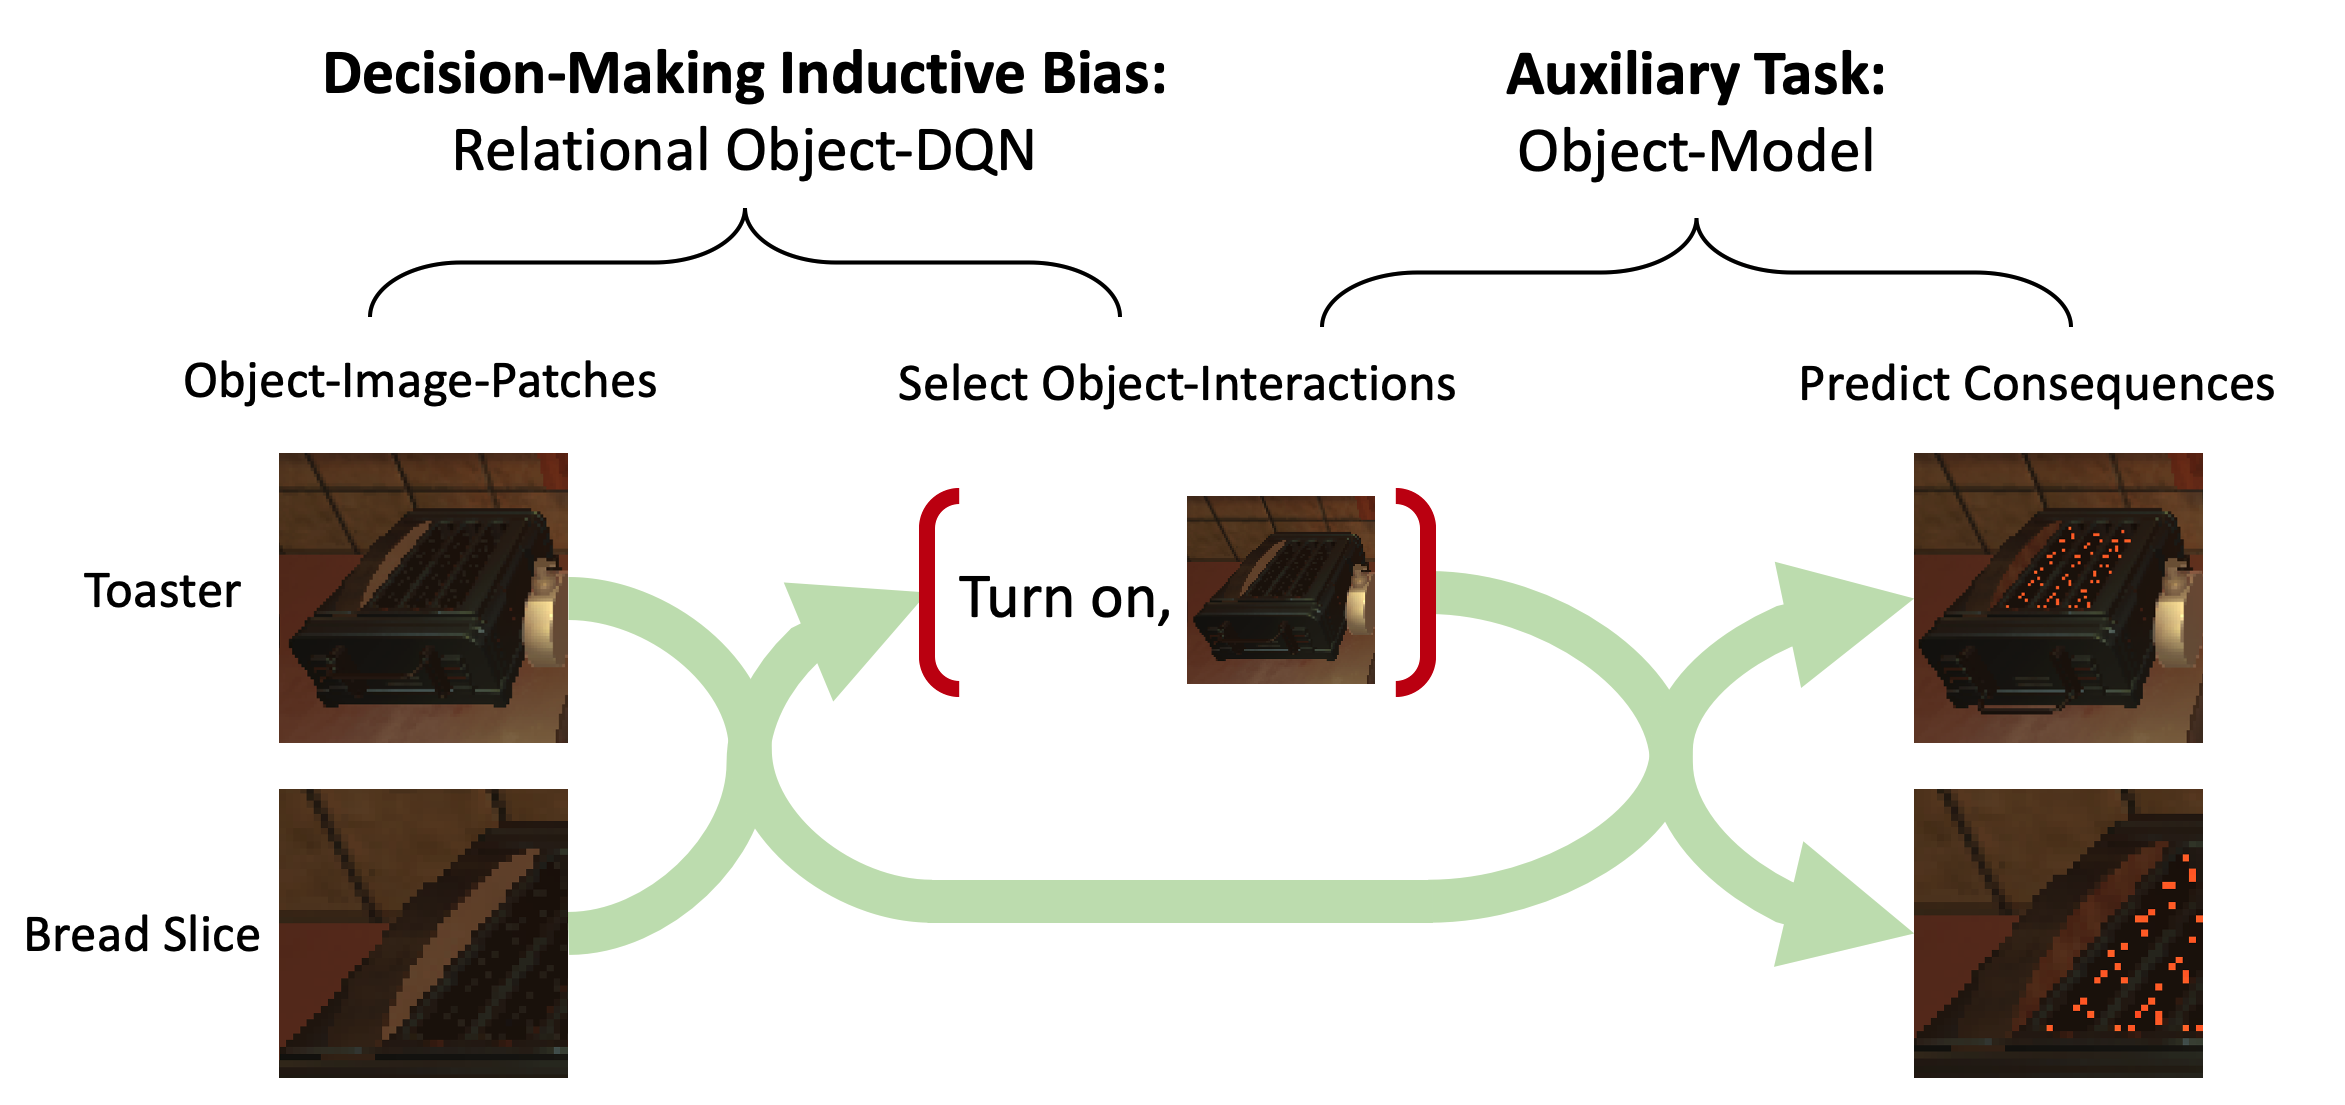 Decision-Making Inductive Bias:
Relational Object-DQN
Auxiliary Task:
Object-Model
Object-Image-Patches
Select Object-Interactions
Predict Consequences
Toaster
Turn on,
Bread Slice